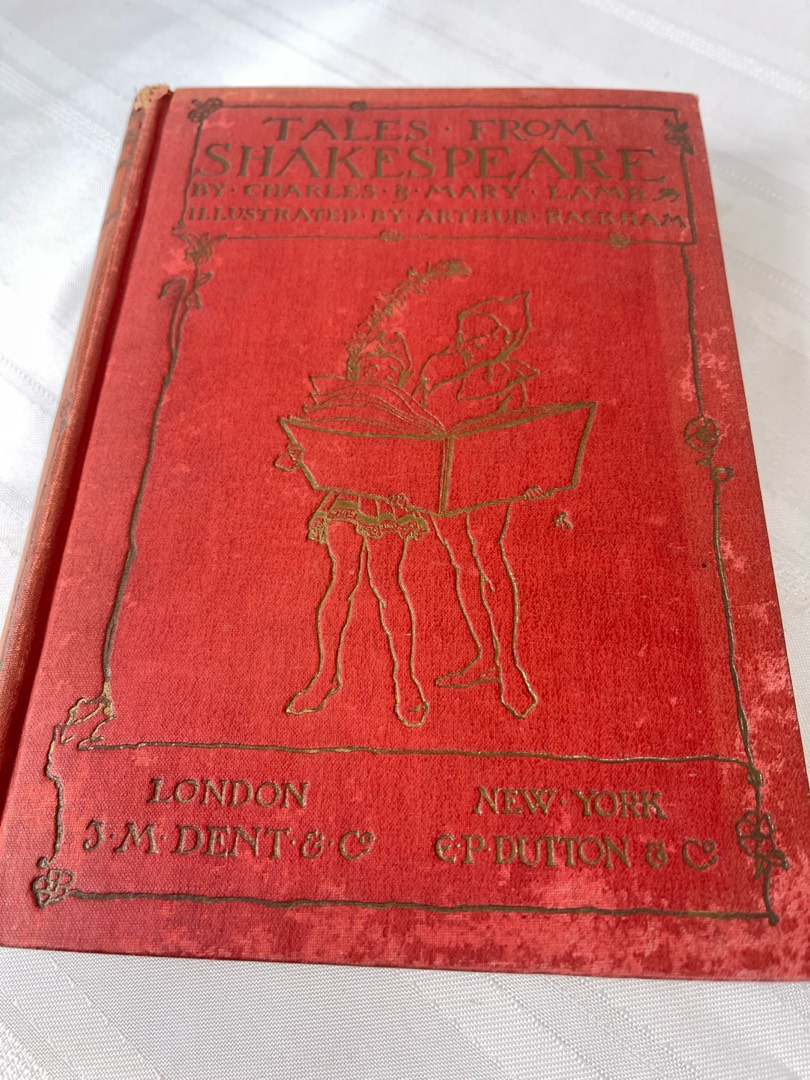 TALES · FROM
SHAKESPEARE
BY · CHARLES · & · MARY · LAMB
ILLUSTRATED · BY · ARTHUR · RACKHAM
LONDON
J · M · DENT · & · Co
NEW · YORK
E · P · DUTTON & Co